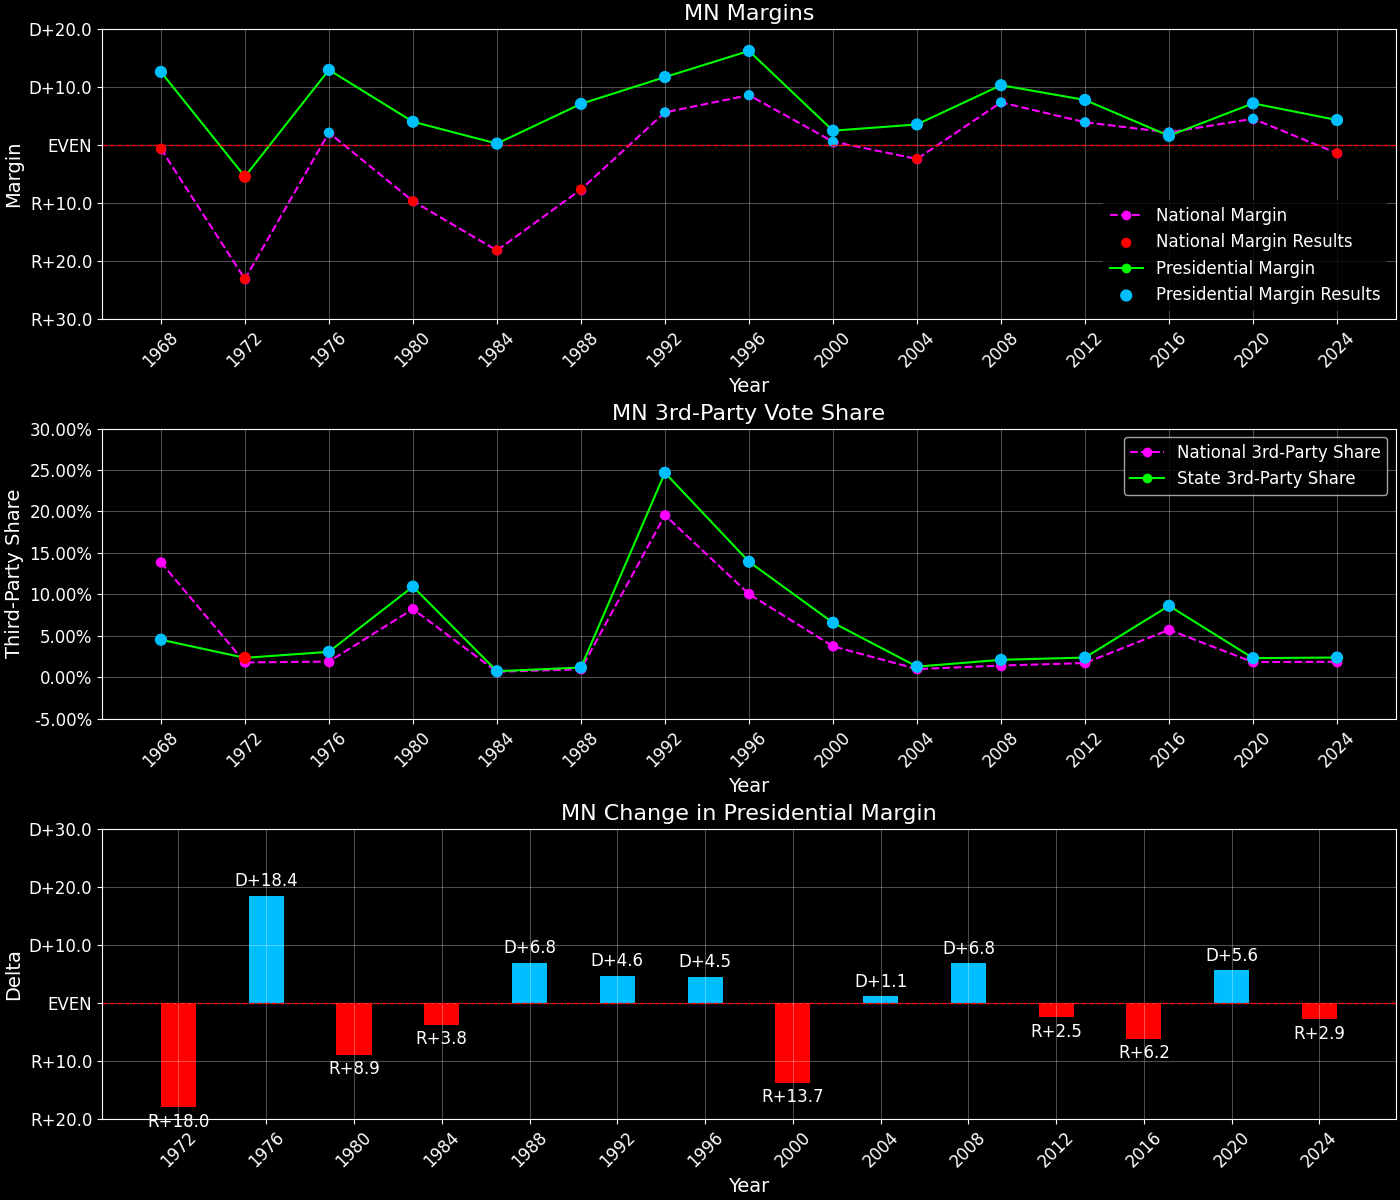 MN Margins
D+20.0
D+10.0
EVEN
R+10.0
R+20.0
R+30.0
Margin
National Margin
National Margin Results
Presidential Margin
Presidential Margin Results
1968 1972 1976 1980 1984 1988 1992 1996 2000 2004 2008 2012 2016 2020 2024
Year
MN 3rd-Party Vote Share
30.00%
25.00%
20.00%
15.00%
10.00%
5.00%
0.00%
-5.00%
Third-Party Share
National 3rd-Party Share
State 3rd-Party Share
1968 1972 1976 1980 1984 1988 1992 1996 2000 2004 2008 2012 2016 2020 2024
Year
MN Change in Presidential Margin
D+30.0
D+20.0
D+10.0
EVEN
R+10.0
R+20.0
Delta
R+18.0 D+18.4 R+8.9 R+3.8 D+6.8 D+4.6 D+4.5 R+13.7 D+1.1 D+6.8 R+2.5 R+6.2 D+5.6 R+2.9
1972 1976 1980 1984 1988 1992 1996 2000 2004 2008 2012 2016 2020 2024
Year